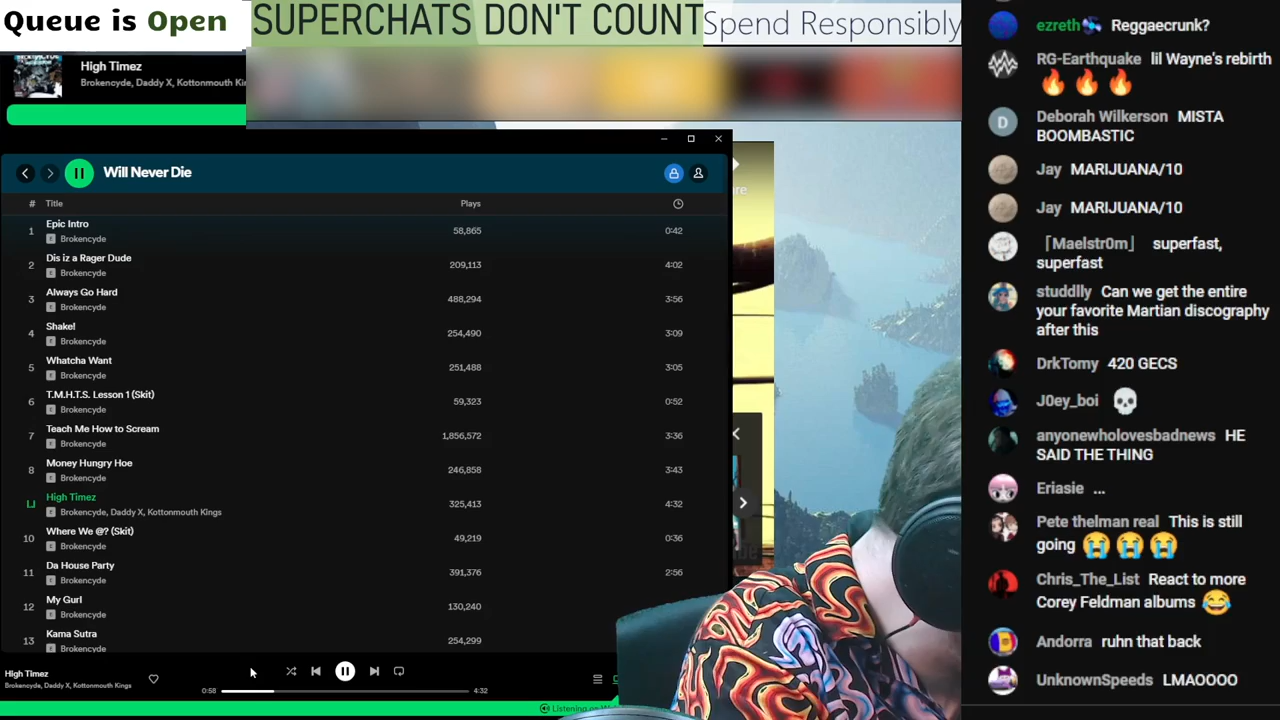 Queue is Open
SUPERCHATS DON'T COUNT
Spend Responsibly
High Timez
Brokencyde, Daddy X, Kottonmouth Kin
Will Never Die
# Title Plays
1 Epic Intro 58,865 0:42
E Brokencyde
2 Dis iz a Rager Dude 209,113 4:02
E Brokencyde
3 Always Go Hard 488,294 3:56
E Brokencyde
4 Shake! 254,490 3:09
E Brokencyde
5 Whatcha Want 251,488 3:05
E Brokencyde
6 T.M.H.T.S. Lesson 1 (Skit) 59,323 0:52
E Brokencyde
7 Teach Me How to Scream 1,856,572 3:36
E Brokencyde
8 Money Hungry Hoe 246,858 3:43
E Brokencyde
High Timez 325,413 4:32
E Brokencyde, Daddy X, Kottonmouth Kings
10 Where We @? (Skit) 49,219 0:36
E Brokencyde
11 Da House Party 391,376 2:56
E Brokencyde
12 My Gurl 130,240
E Brokencyde
13 Kama Sutra 254,299
E Brokencyde
High Timez
Brokencyde, Daddy X, Kottonmouth Kings
0:58 4:32
Listening on
ezreth Reggaecrunk?
RG-Earthquake lil Wayne's rebirth
🔥 🔥 🔥
D Deborah Wilkerson MISTA
BOOMBASTIC
Jay MARIJUANA/10
Jay MARIJUANA/10
「Maelstr0m」 superfast,
superfast
studdlly Can we get the entire
your favorite Martian discography
after this
DrkTomy 420 GECS
J0ey_boi 💀
anyonewholovesbadnews HE
SAID THE THING
Eriasie ...
Pete thelman real This is still
going 😭 😭 😭
Chris_The_List React to more
Corey Feldman albums 😂
Andorra ruhn that back
UnknownSpeeds LMAOOOO